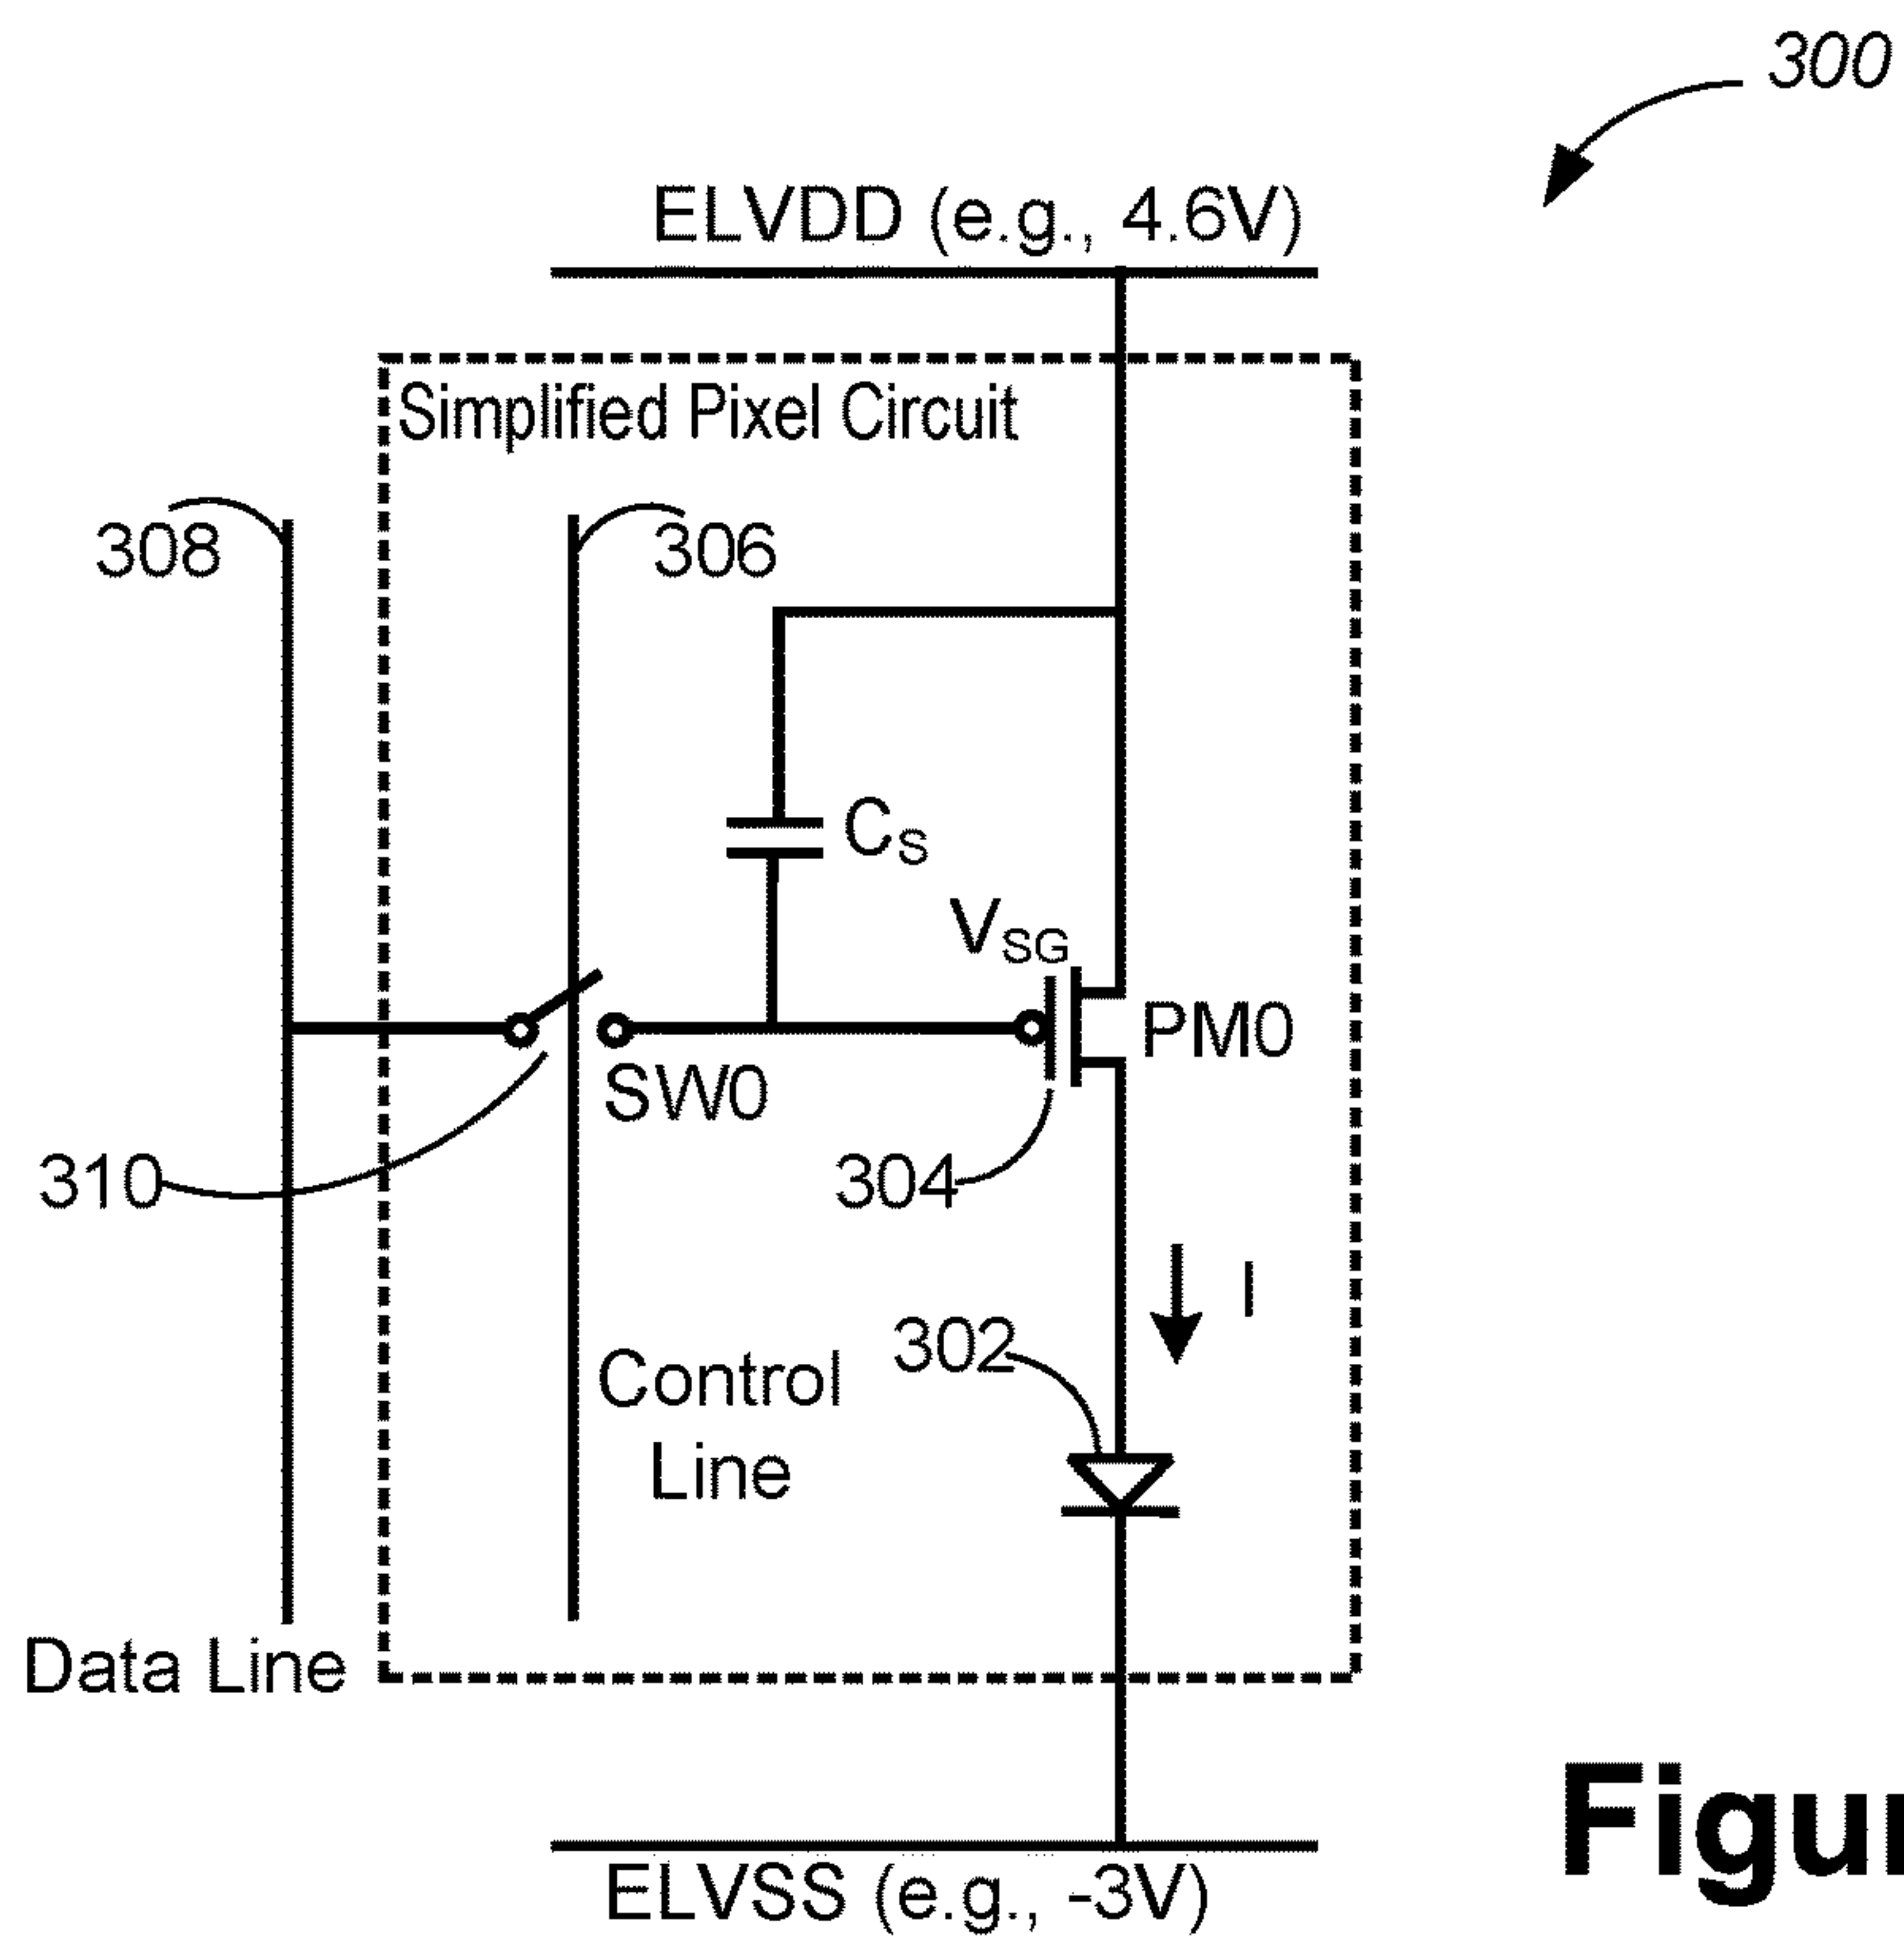 300
ELVDD (e.g., 4.6V)
Simplified Pixel Circuit
308
306
CS
VSG
PM0
SW0
310
304
I
302
Control
Line
Data Line
ELVSS (e.g., -3V)
Figur